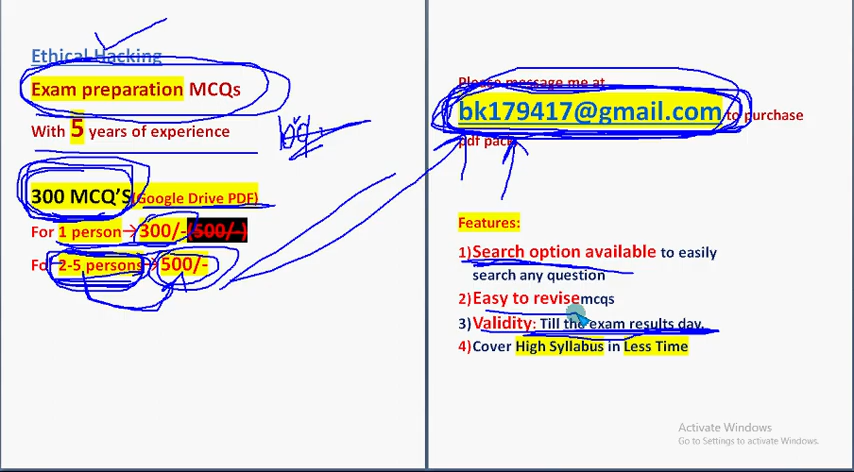 Ethical Hacking
Exam preparation MCQs
With 5 years of experience
300 MCQ'S(Google Drive PDF)
For 1 person→300/-(500/-)
For 2-5 persons→500/-
Please message me at
bk179417@gmail.com to purchase
pdf pack
Features:
1)Search option available to easily
search any question
2)Easy to revisemcqs
3)Validity: Till the exam results day.
4)Cover High Syllabus in Less Time
Activate Windows
Go to Settings to activate Windows.